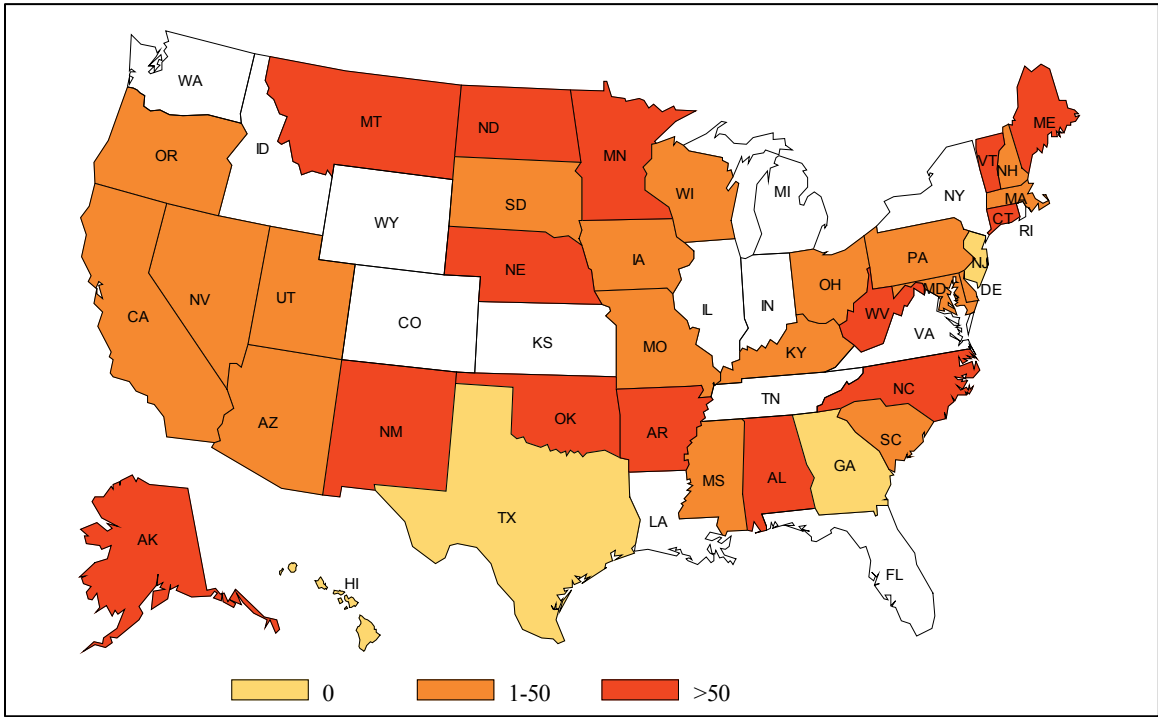 WA
MT
ND
MN
ME
OR
ID
VT
NH
WI
MI
NY
MA
SD
WY
CT
RI
NE
IA
PA
NJ
NV
UT
OH
MD
DE
CA
CO
IL
IN
WV
VA
KS
MO
KY
TN
NC
AZ
NM
OK
AR
SC
GA
MS
AL
TX
LA
AK
FL
HI
0
1-50
>50